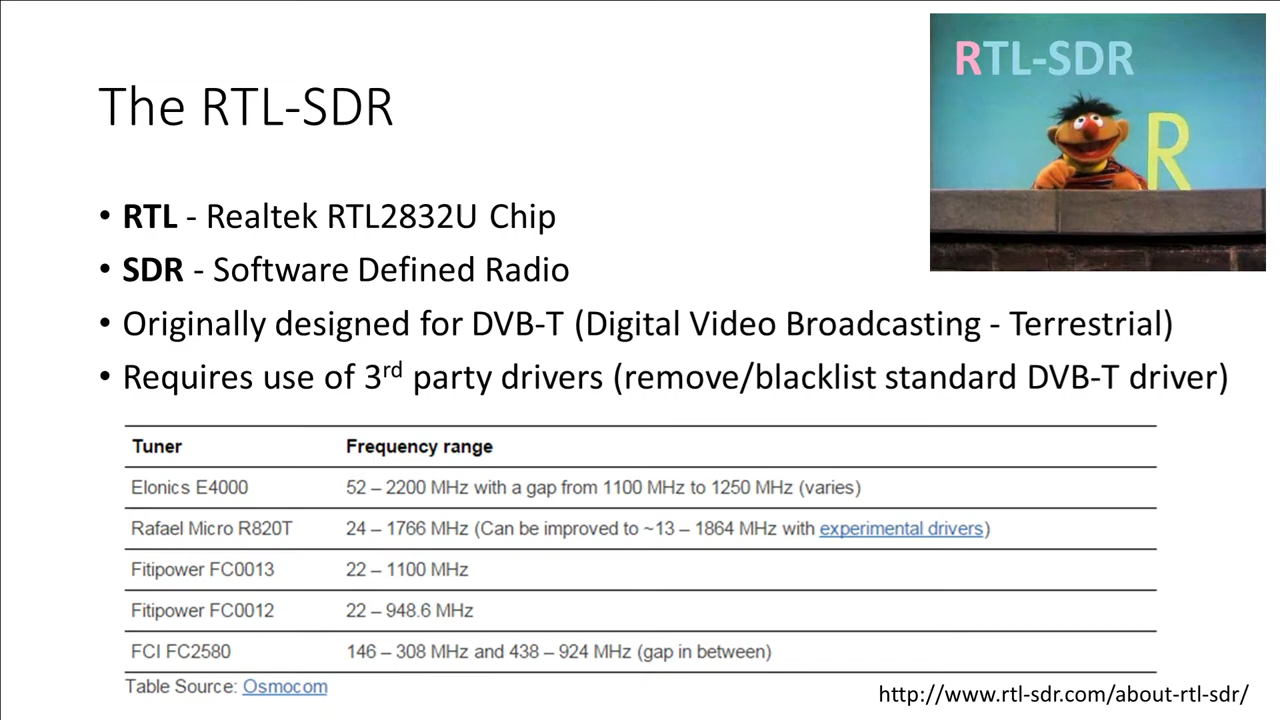 RTL-SDR
R
The RTL-SDR
• RTL - Realtek RTL2832U Chip
• SDR - Software Defined Radio
• Originally designed for DVB-T (Digital Video Broadcasting - Terrestrial)
• Requires use of 3rd party drivers (remove/blacklist standard DVB-T driver)
Tuner Frequency range
Elonics E4000 52 – 2200 MHz with a gap from 1100 MHz to 1250 MHz (varies)
Rafael Micro R820T 24 – 1766 MHz (Can be improved to ~13 – 1864 MHz with experimental drivers)
Fitipower FC0013 22 – 1100 MHz
Fitipower FC0012 22 – 948.6 MHz
FCI FC2580 146 – 308 MHz and 438 – 924 MHz (gap in between)
Table Source: Osmocom
http://www.rtl-sdr.com/about-rtl-sdr/